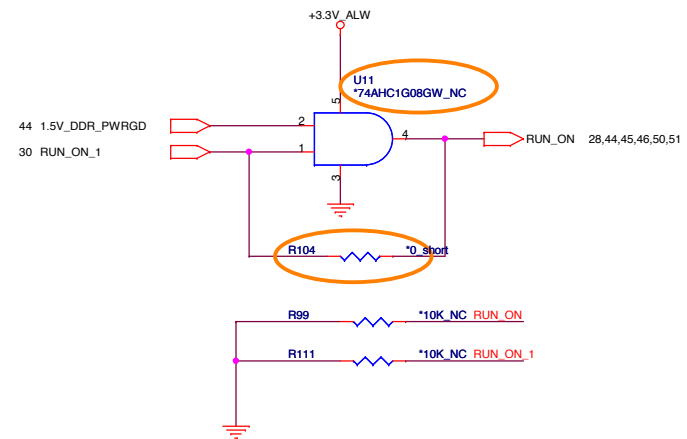 +3.3V_ALW
U11
*74AHC1G08GW_NC
5
44 1.5V_DDR_PWRGD
2
4
RUN_ON 28,44,45,46,50,51
30 RUN_ON_1
1
3
R104 *0_short
R99 *10K_NC RUN_ON
R111 *10K_NC RUN_ON_1